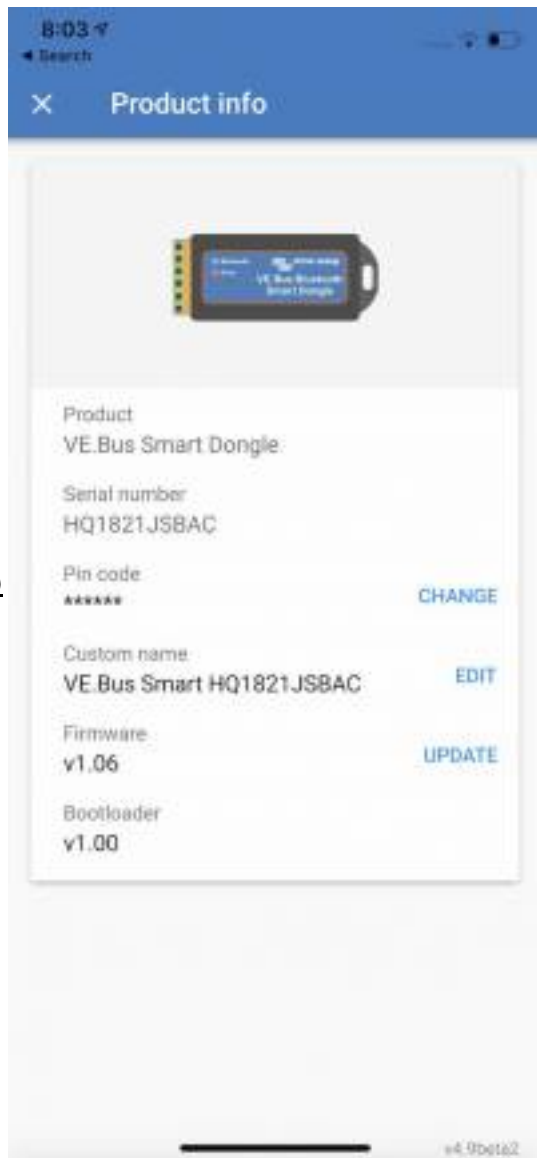 8:03
Search
Product info
VE.Bus Bluetooth
Smart Dongle
Product
VE.Bus Smart Dongle
Serial number
HQ1821JSBAC
Pin code
******
CHANGE
Custom name
VE.Bus Smart HQ1821JSBAC
EDIT
Firmware
v1.06
UPDATE
Bootloader
v1.00
v4.9beta2